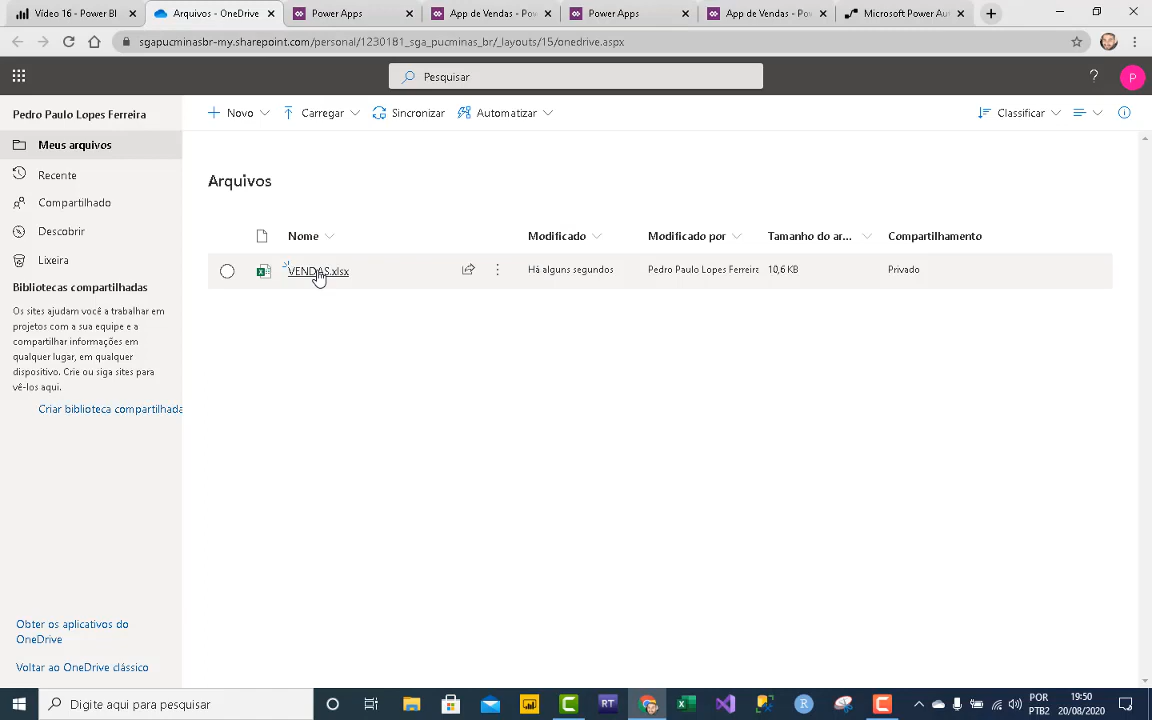 Vídeo 16 - Power BI
Arquivos - OneDrive
Power Apps
App de Vendas - Po
Power Apps
App de Vendas - Po
Microsoft Power Au
sgapucminasbr-my.sharepoint.com/personal/1230181_sga_pucminas_br/_layouts/15/onedrive.aspx
Pesquisar
?
P
Pedro Paulo Lopes Ferreira
Novo
Carregar
Sincronizar
Automatizar
Classificar
Meus arquivos
Recente
Compartilhado
Descobrir
Lixeira
Bibliotecas compartilhadas
Os sites ajudam você a trabalhar em
projetos com a sua equipe e a
compartilhar informações em
qualquer lugar, em qualquer
dispositivo. Crie ou siga sites para
vê-los aqui.
Criar biblioteca compartilhada
Obter os aplicativos do
OneDrive
Voltar ao OneDrive clássico
Arquivos
Nome Modificado Modificado por Tamanho do ar... Compartilhamento
VENDAS.xlsx Há alguns segundos Pedro Paulo Lopes Ferreira 10,6 KB Privado
Digite aqui para pesquisar
RT
R
POR
PTB2
19:50
20/08/2020